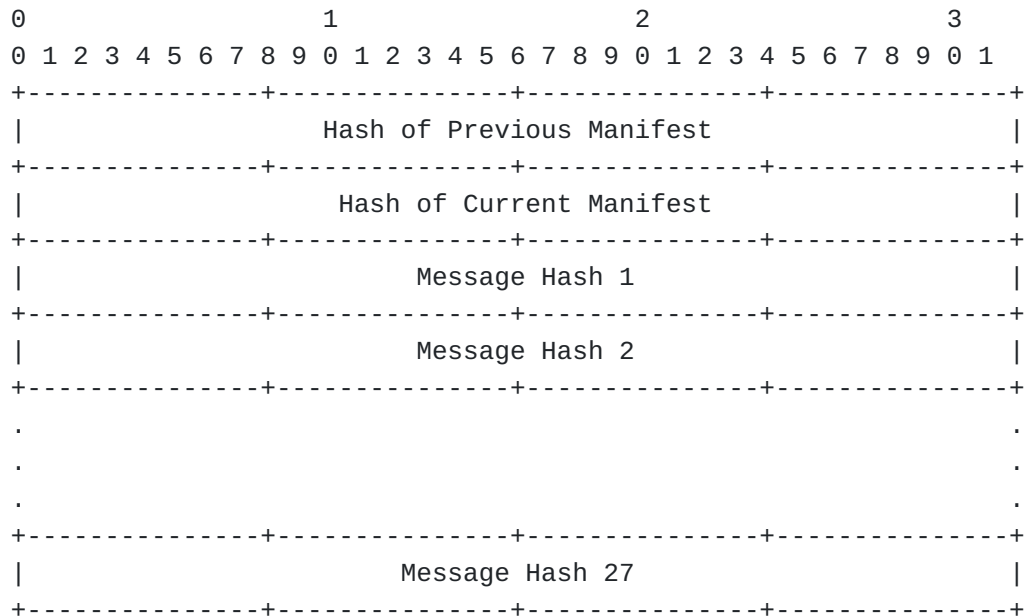 0                   1                   2                   3
0 1 2 3 4 5 6 7 8 9 0 1 2 3 4 5 6 7 8 9 0 1 2 3 4 5 6 7 8 9 0 1
+---------------+---------------+---------------+---------------+
|                   Hash of Previous Manifest                   |
+---------------+---------------+---------------+---------------+
|                    Hash of Current Manifest                   |
+---------------+---------------+---------------+---------------+
|                         Message Hash 1                        |
+---------------+---------------+---------------+---------------+
|                         Message Hash 2                        |
+---------------+---------------+---------------+---------------+
.                                                               .
.                                                               .
.                                                               .
+---------------+---------------+---------------+---------------+
|                        Message Hash 27                        |
+---------------+---------------+---------------+---------------+